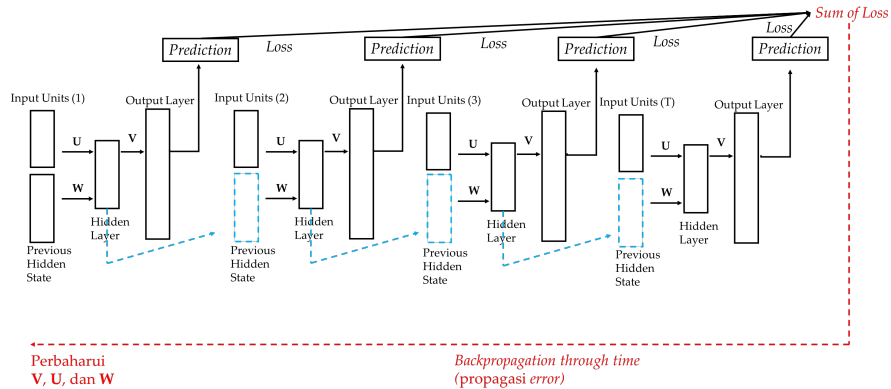 Sum of Loss
Prediction
Loss
Prediction
Loss
Prediction
Loss
Prediction
Loss
Input Units (1)
Output Layer
Input Units (2)
Output Layer
Input Units (3)
Output Layer
Input Units (T)
Output Layer
U
V
U
V
U
V
U
V
W
W
W
W
Hidden
Layer
Hidden
Layer
Hidden
Layer
Hidden
Layer
Previous
Hidden
State
Previous
Hidden
State
Previous
Hidden
State
Previous
Hidden
State
Perbaharui
V, U, dan W
Backpropagation through time
(propagasi error)